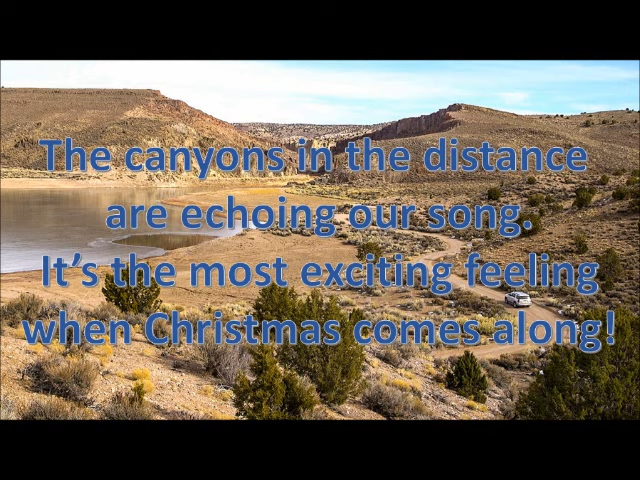 The canyons in the distance
are echoing our song.
It’s the most exciting feeling
when Christmas comes along!